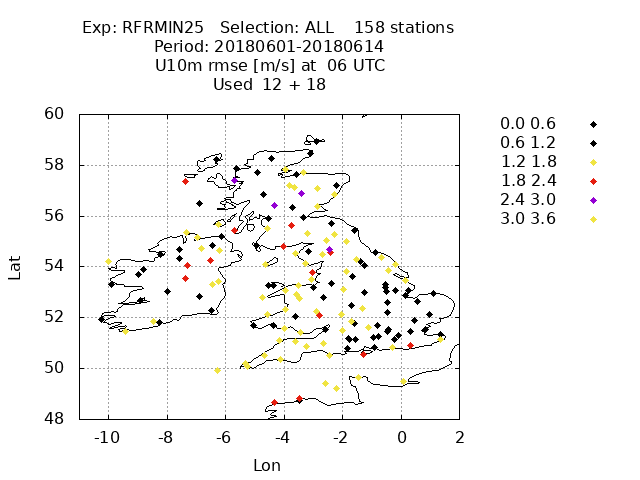 Exp: RFRMIN25 Selection: ALL 158 stations
Period: 20180601-20180614
U10m rmse [m/s] at 06 UTC
Used 12 + 18
60
58
56
54
52
50
48
Lat
-10 -8 -6 -4 -2 0 2
Lon
0.0 0.6
0.6 1.2
1.2 1.8
1.8 2.4
2.4 3.0
3.0 3.6